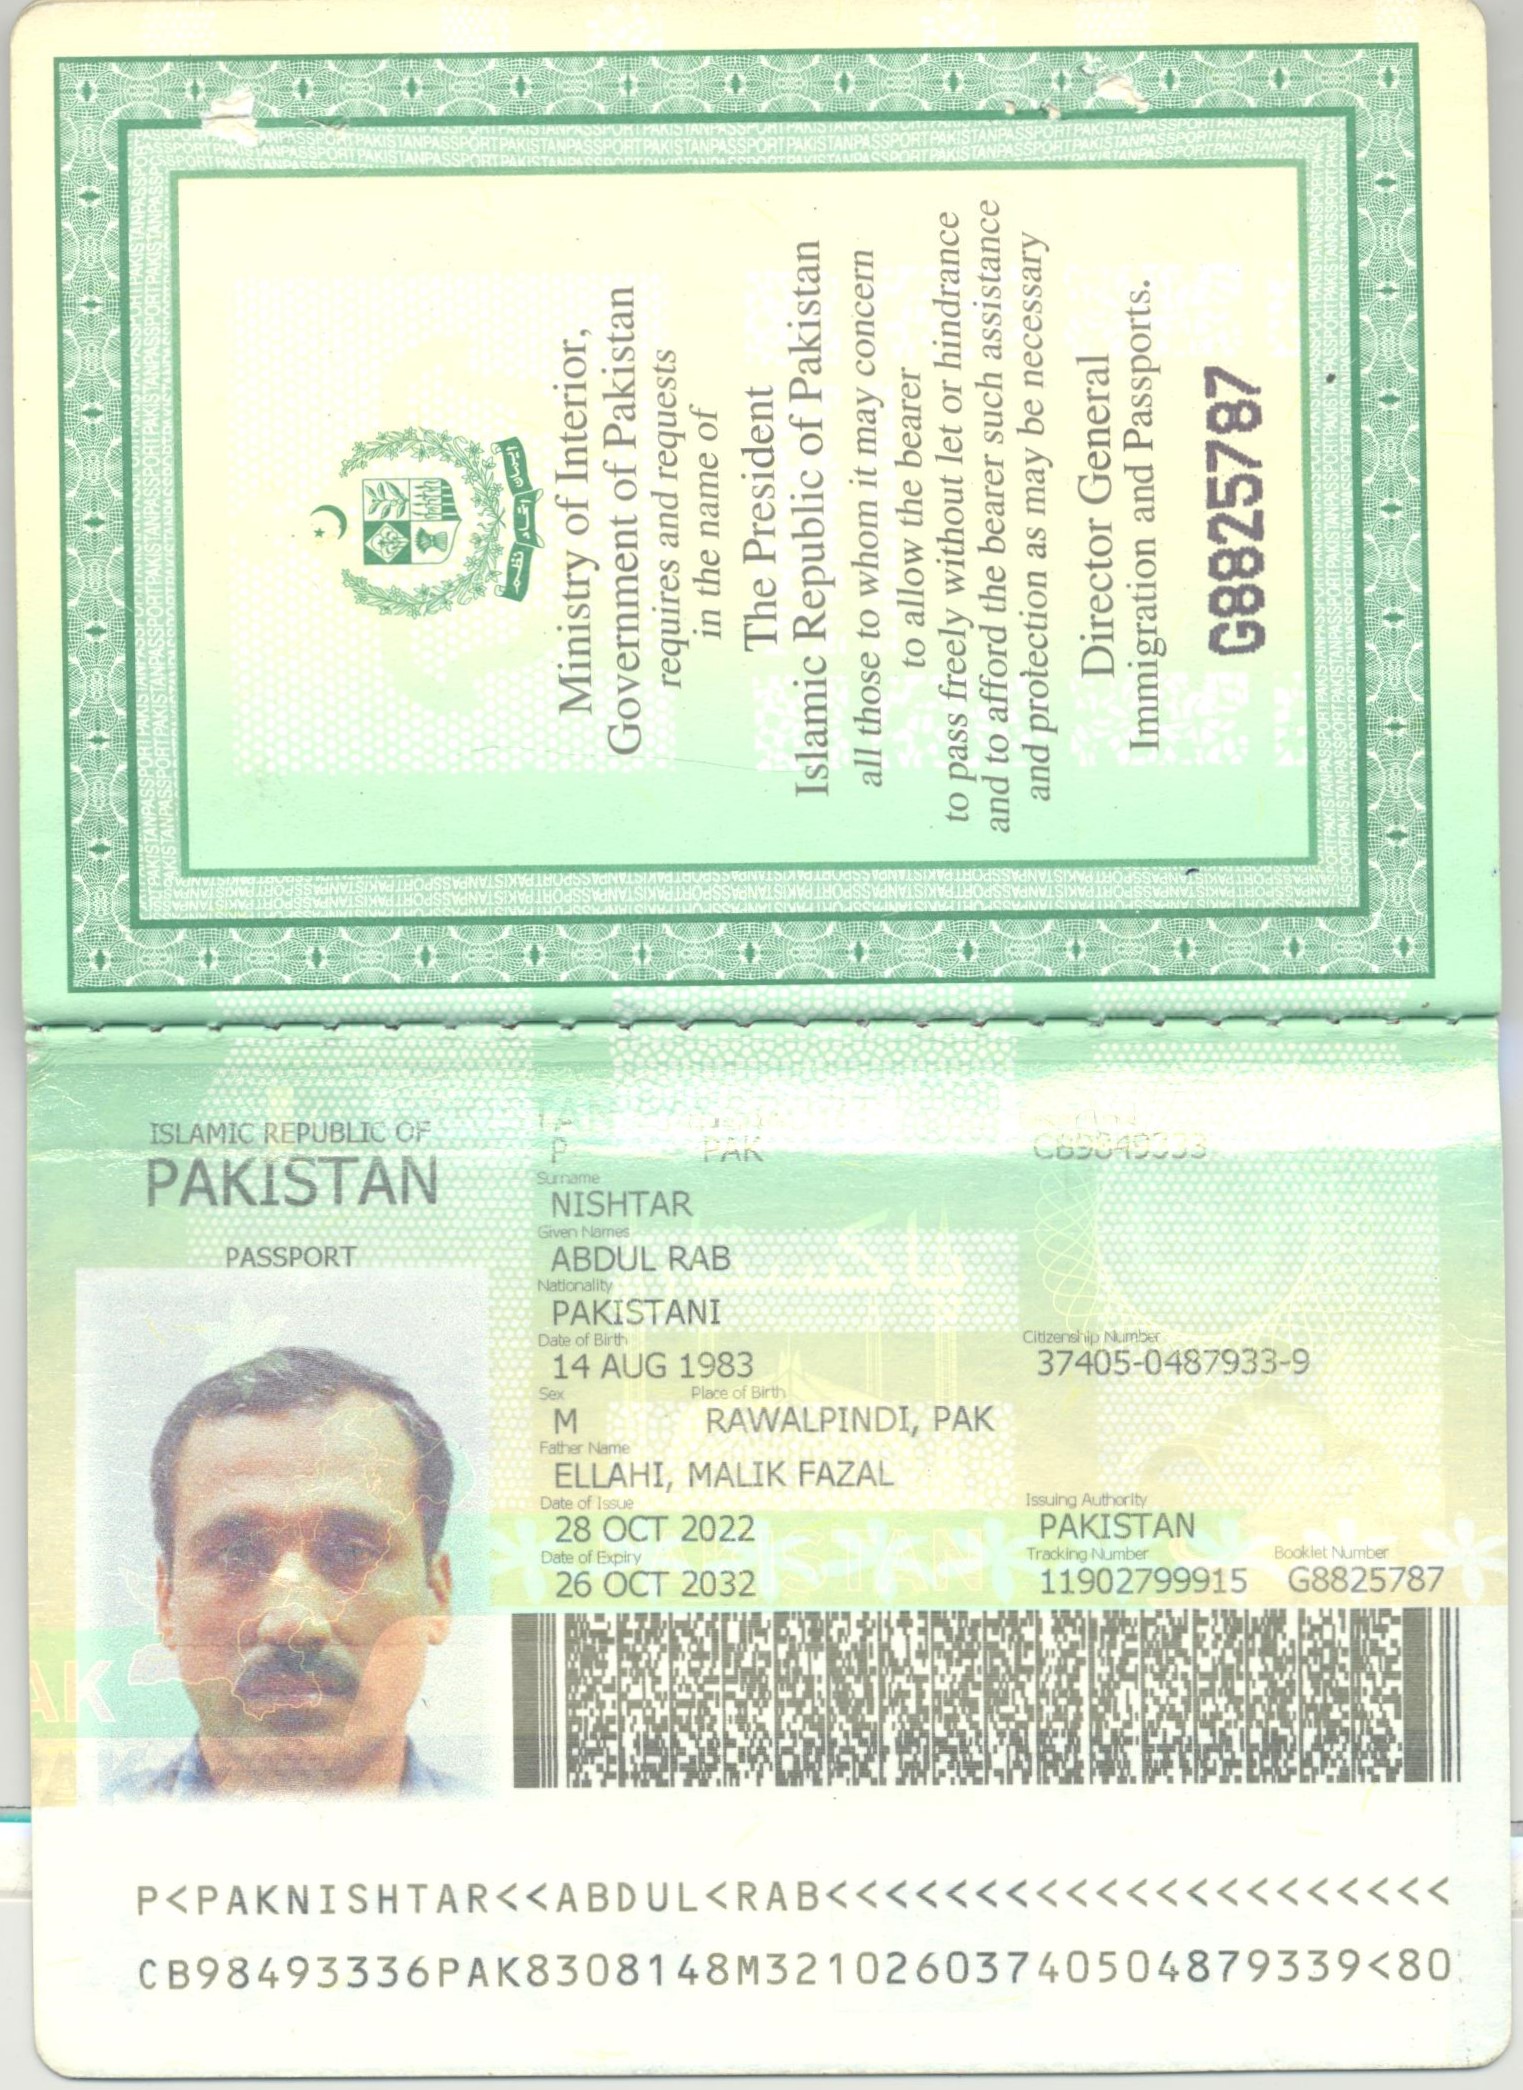 Ministry of Interior,
Government of Pakistan
requires and requests
in the name of
The President
Islamic Republic of Pakistan
all those to whom it may concern
to allow the bearer
to pass freely without let or hindrance
and to afford the bearer such assistance
and protection as may be necessary
Director General
Immigration and Passports.
G8825787
ISLAMIC REPUBLIC OF
PAKISTAN
PASSPORT
P PAK CB9849333
Surname
NISHTAR
Given Names
ABDUL RAB
Nationality
PAKISTANI
Date of Birth Citizenship Number
14 AUG 1983 37405-0487933-9
Sex Place of Birth
M RAWALPINDI, PAK
Father Name
ELLAHI, MALIK FAZAL
Date of Issue Issuing Authority
28 OCT 2022 PAKISTAN
Date of Expiry Tracking Number Booklet Number
26 OCT 2032 11902799915 G8825787
P<PAKNISHTAR<<ABDUL<RAB<<<<<<<<<<<<<<<<<<<<<
CB98493336PAK8308148M32102603740504879339<80